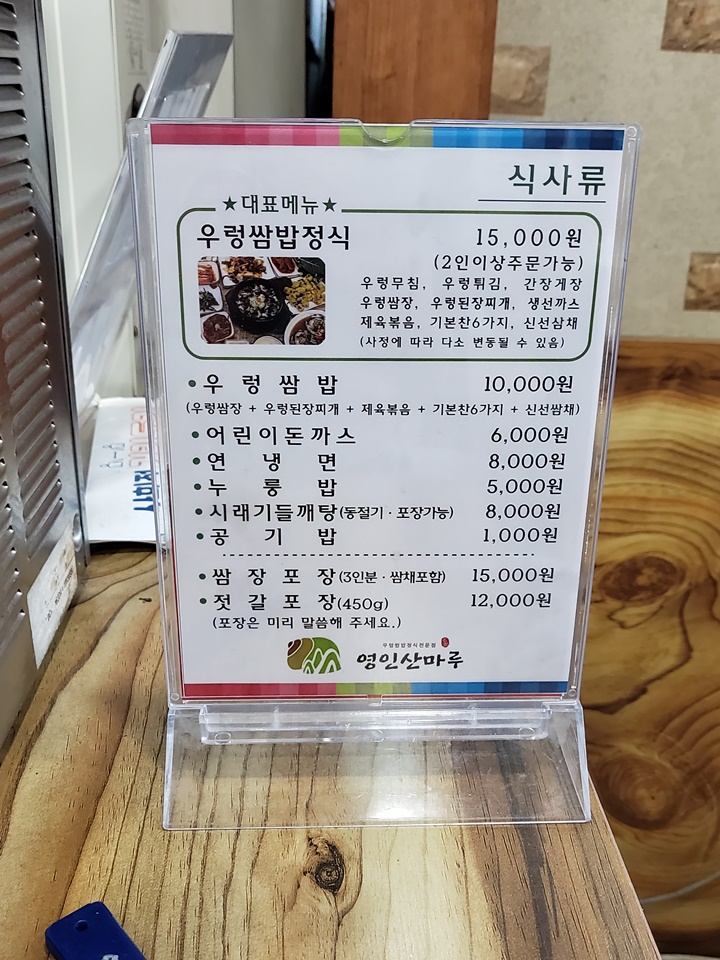 식사류
★대표메뉴★
우렁쌈밥정식 15,000원
(2인이상주문가능)
우렁무침, 우렁튀김, 간장게장
우렁쌈장, 우렁된장찌개, 생선까스
제육볶음, 기본찬6가지, 신선쌈채
(사정에 따라 다소 변동될 수 있음)
• 우렁쌈밥 10,000원
(우렁쌈장 + 우렁된장찌개 + 제육볶음 + 기본찬6가지 + 신선쌈채)
• 어린이돈까스 6,000원
• 연냉면 8,000원
• 누룽밥 5,000원
• 시래기들깨탕(동절기·포장가능) 8,000원
• 공기밥 1,000원
• 쌈장포장(3인분·쌈채포함) 15,000원
• 젓갈포장(450g) 12,000원
(포장은 미리 말씀해 주세요.)
우렁쌈밥정식전문점
영인산마루